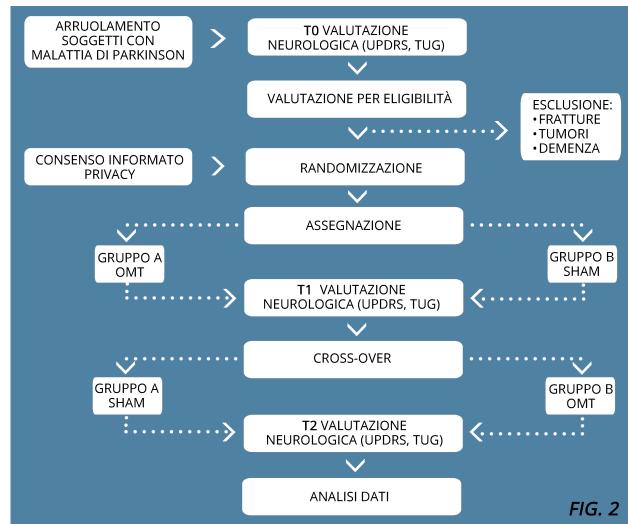 ARRUOLAMENTO
SOGGETTI CON
MALATTIA DI PARKINSON
T0 VALUTAZIONE
NEUROLOGICA (UPDRS, TUG)
VALUTAZIONE PER ELIGIBILITÀ
ESCLUSIONE:
•FRATTURE
•TUMORI
•DEMENZA
CONSENSO INFORMATO
PRIVACY
RANDOMIZZAZIONE
ASSEGNAZIONE
GRUPPO A
OMT
GRUPPO B
SHAM
T1 VALUTAZIONE
NEUROLOGICA (UPDRS, TUG)
CROSS-OVER
GRUPPO A
SHAM
GRUPPO B
OMT
T2 VALUTAZIONE
NEUROLOGICA (UPDRS, TUG)
ANALISI DATI
FIG. 2